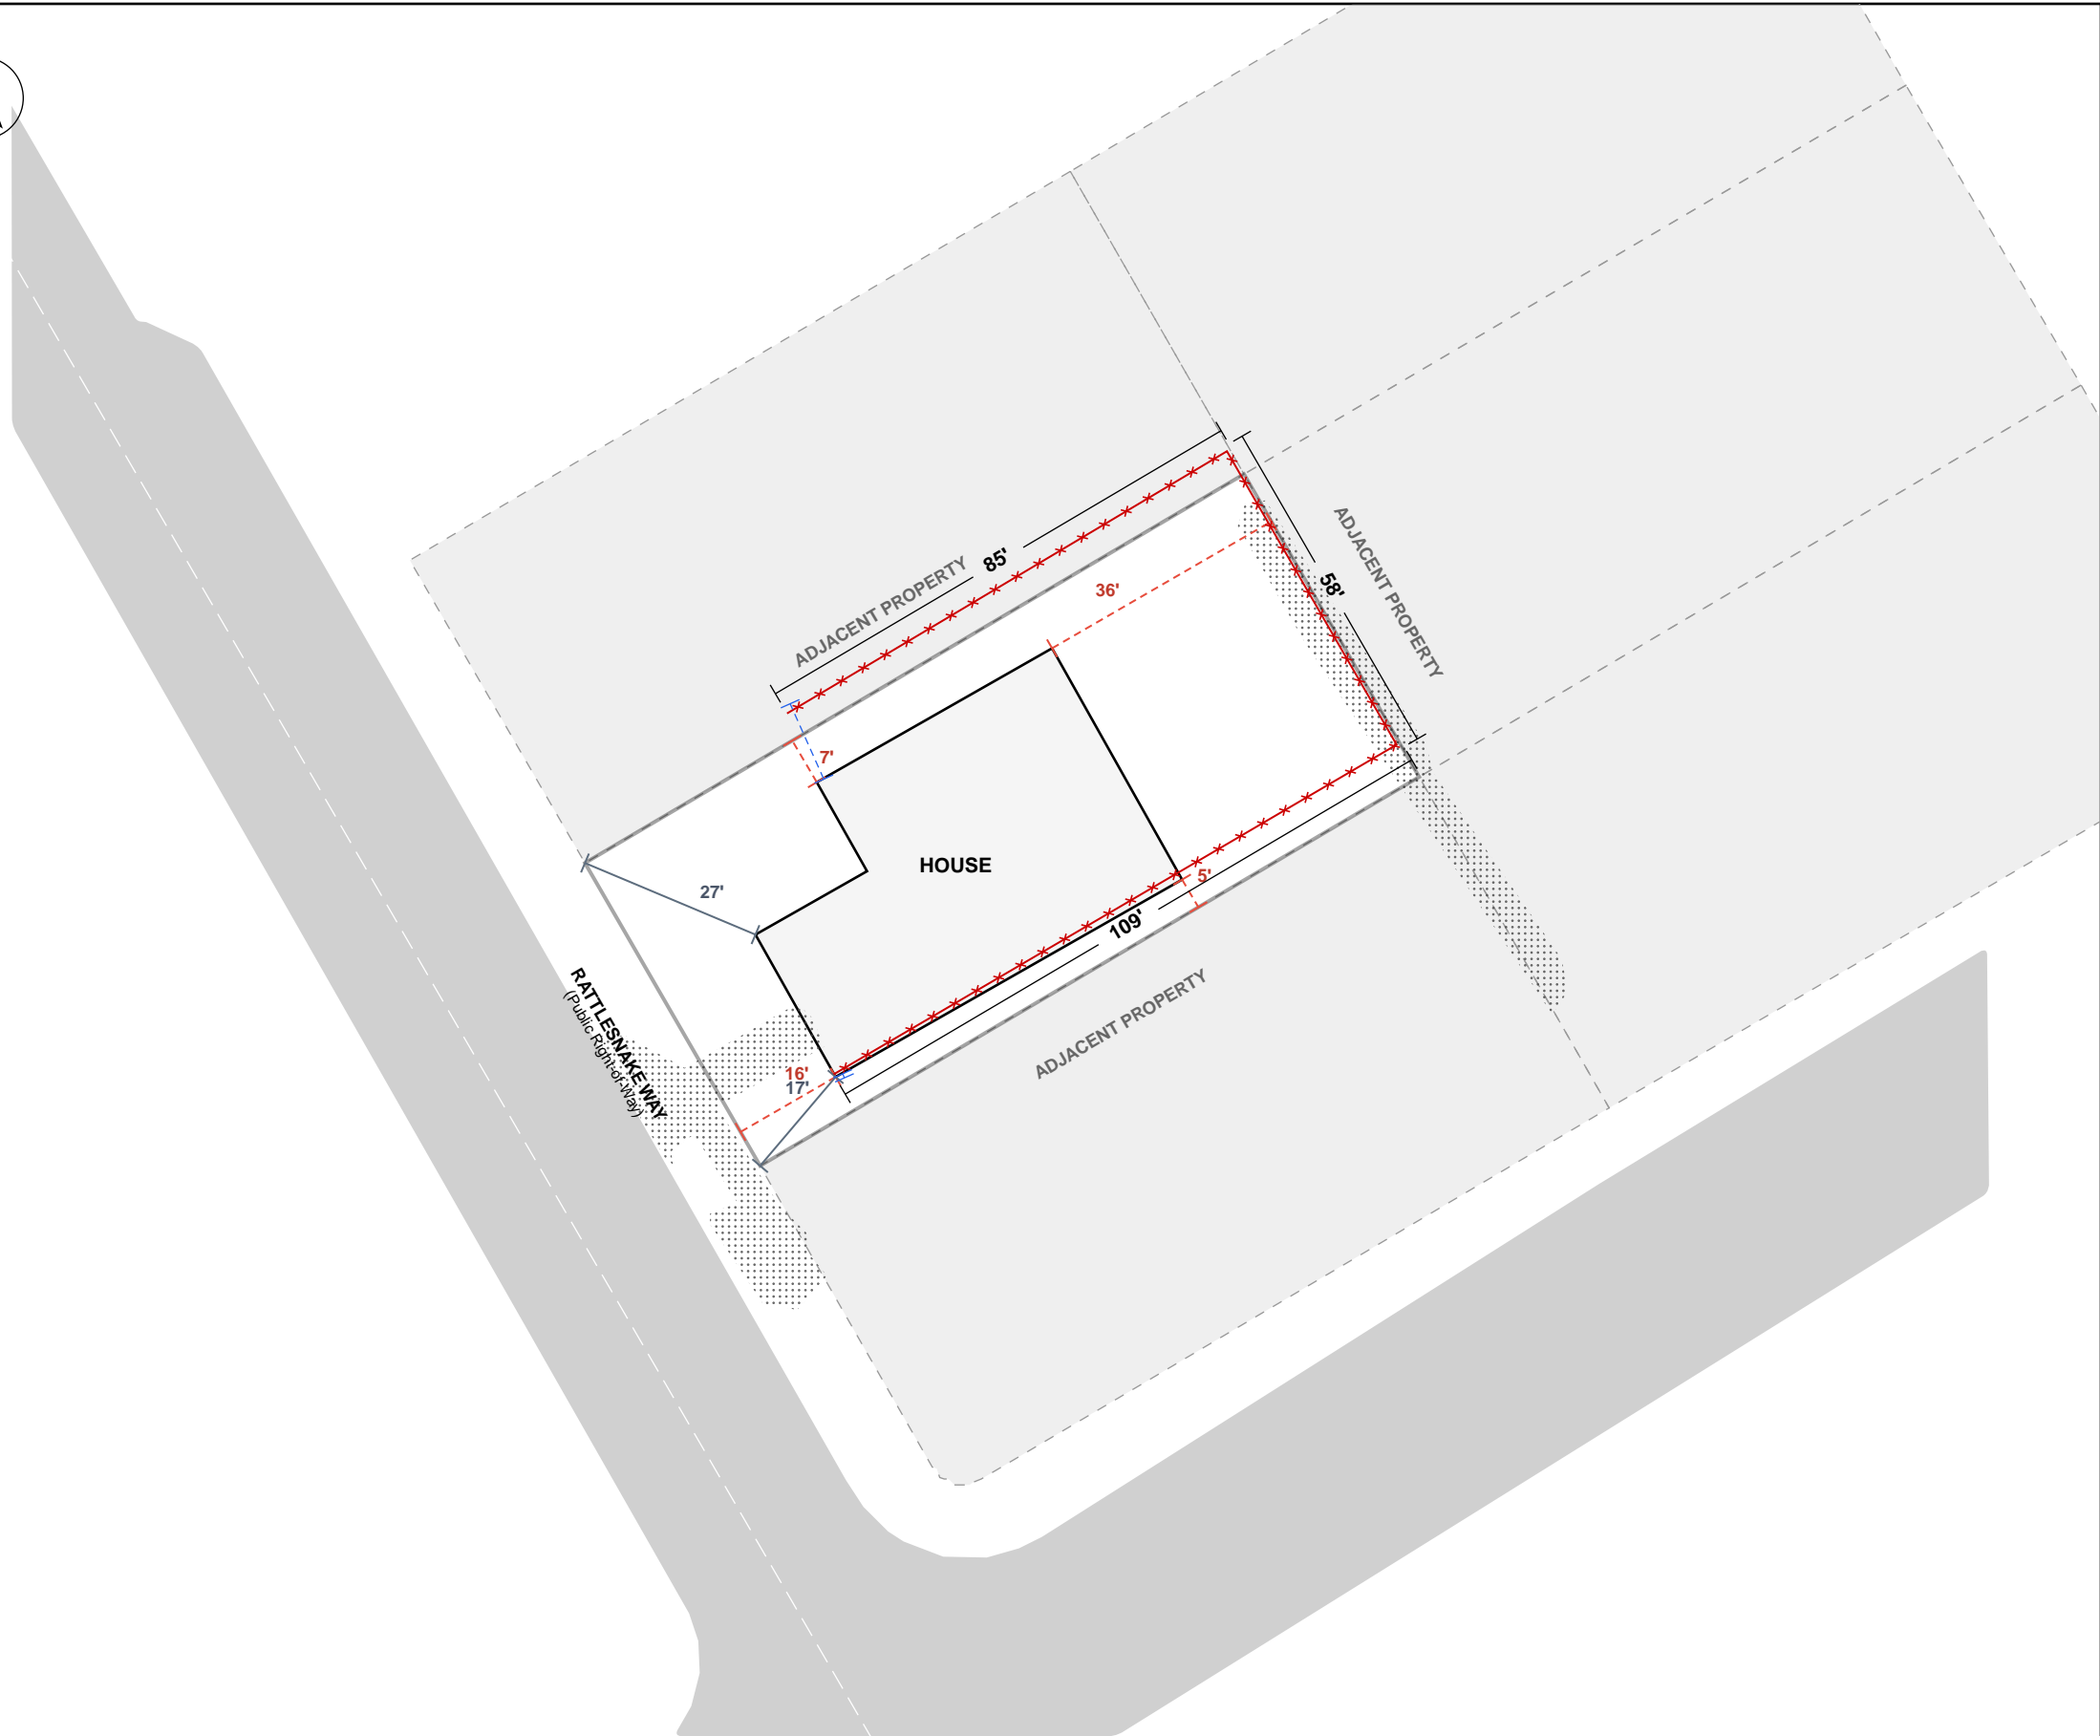 ADJACENT PROPERTY
85'
58'
ADJACENT PROPERTY
36'
7'
HOUSE
5'
27'
109'
RATTLESNAKE WAY
(Public Right-of-Way)
16'
17'
ADJACENT PROPERTY